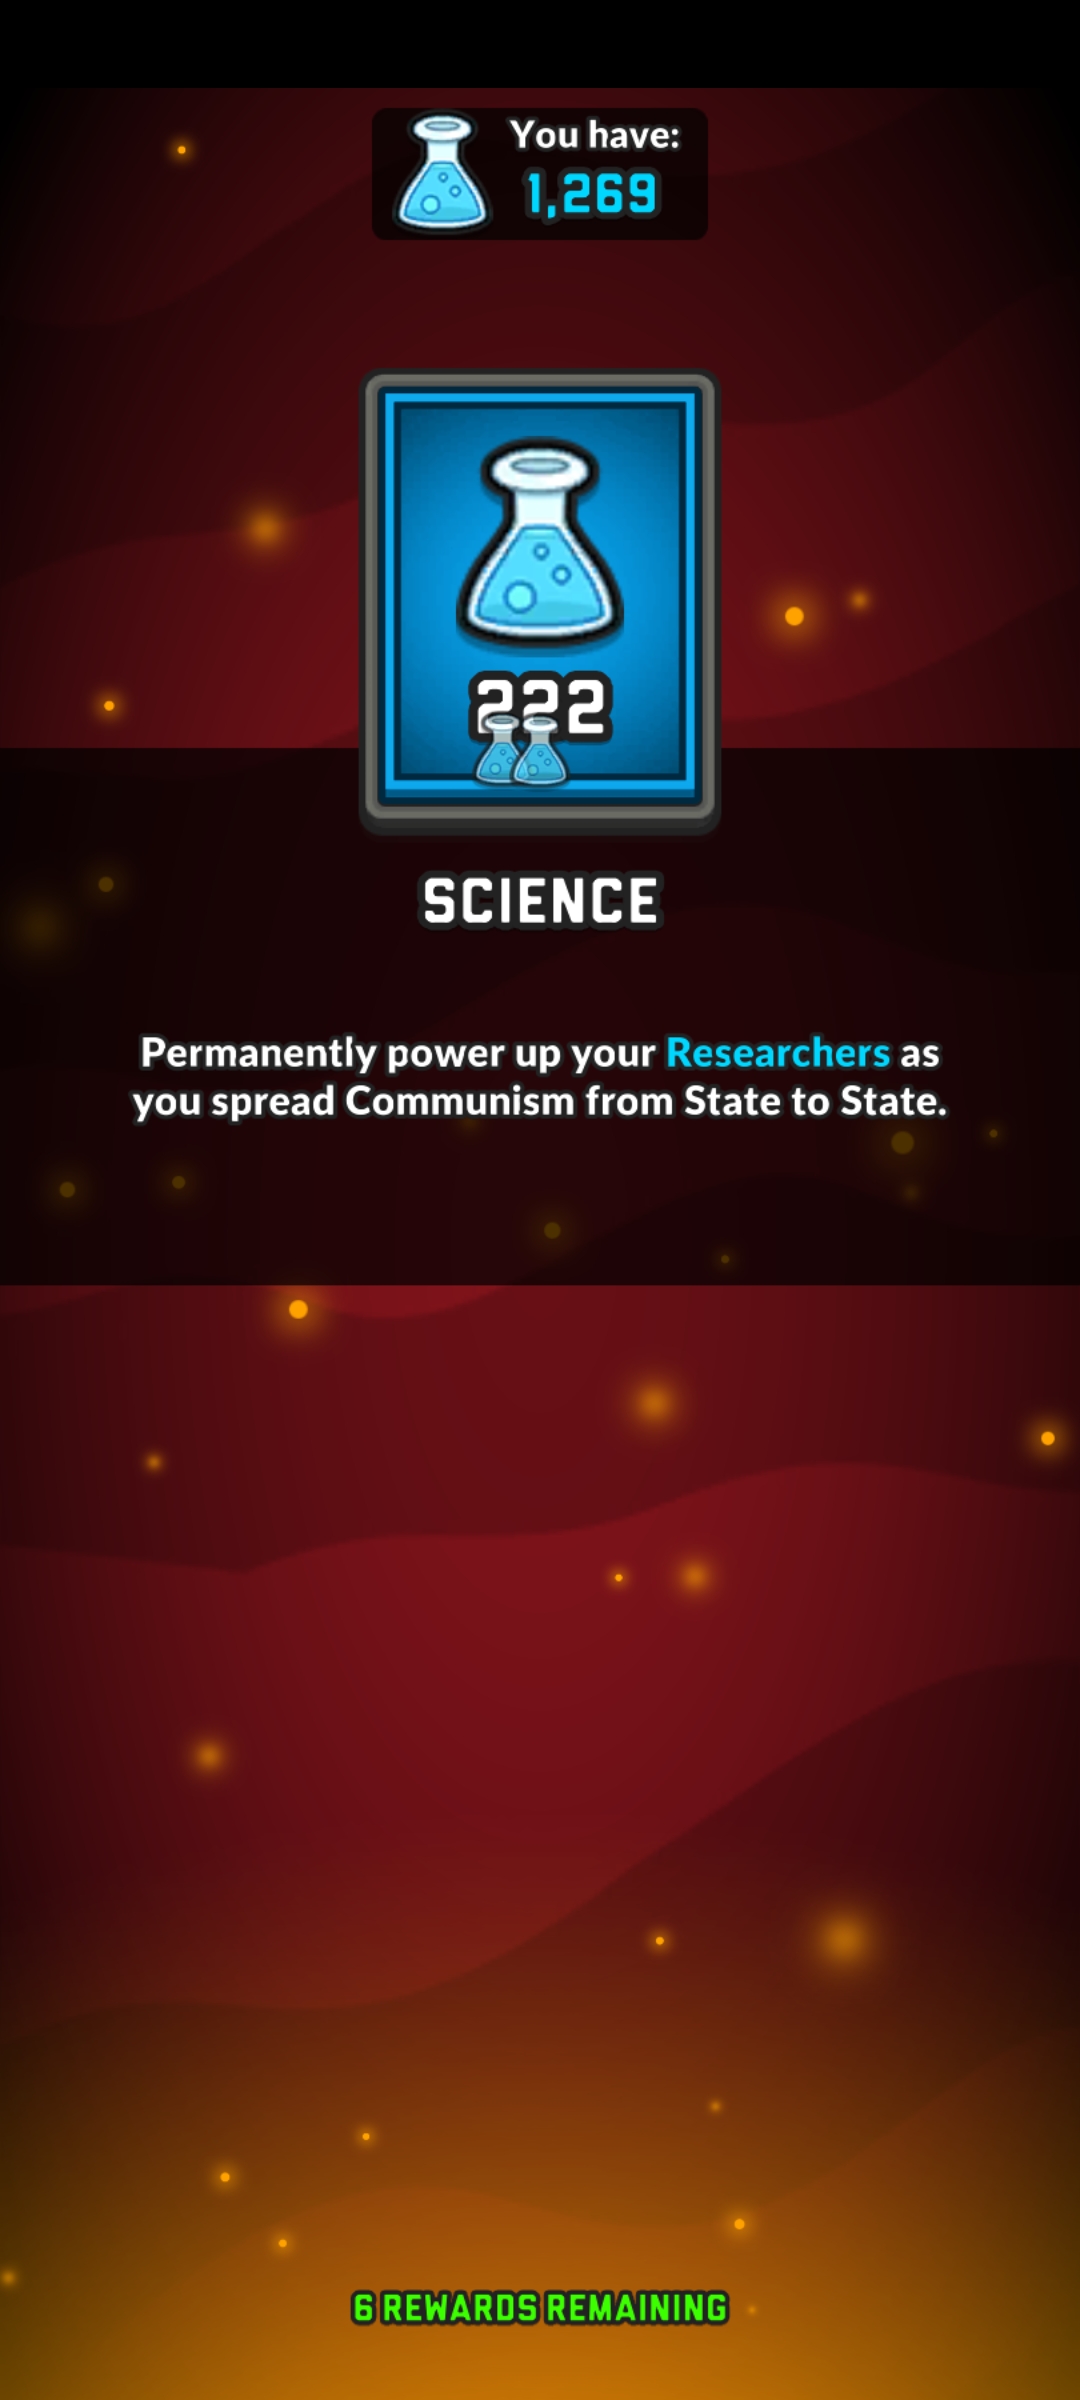 You have:
1,269
222
SCIENCE
Permanently power up your Researchers as
you spread Communism from State to State.
6 REWARDS REMAINING